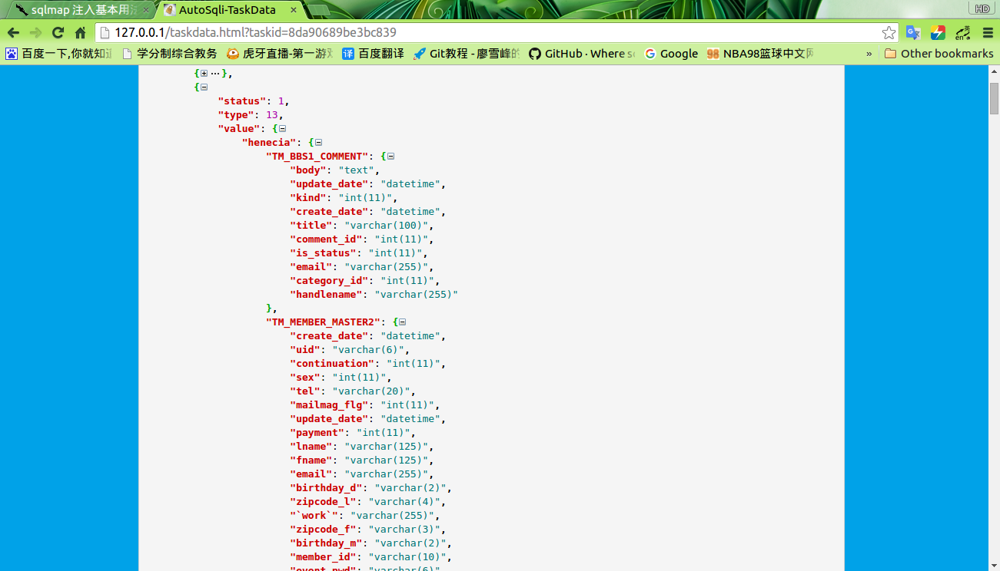 sqlmap 注入基本用法
AutoSqli-TaskData
HD
127.0.0.1/taskdata.html?taskid=8da90689be3bc839
百度一下,你就知道 学分制综合教务 虎牙直播-第一游戏 百度翻译 Git教程 - 廖雪峰的 GitHub · Where so Google NBA98篮球中文网 » Other bookmarks
{ ···},
{
"status": 1,
"type": 13,
"value": {
"henecia": {
"TM_BBS1_COMMENT": {
"body": "text",
"update_date": "datetime",
"kind": "int(11)",
"create_date": "datetime",
"title": "varchar(100)",
"comment_id": "int(11)",
"is_status": "int(11)",
"email": "varchar(255)",
"category_id": "int(11)",
"handlename": "varchar(255)"
},
"TM_MEMBER_MASTER2": {
"create_date": "datetime",
"uid": "varchar(6)",
"continuation": "int(11)",
"sex": "int(11)",
"tel": "varchar(20)",
"mailmag_flg": "int(11)",
"update_date": "datetime",
"payment": "int(11)",
"lname": "varchar(125)",
"fname": "varchar(125)",
"email": "varchar(255)",
"birthday_d": "varchar(2)",
"zipcode_l": "varchar(4)",
"`work`": "varchar(255)",
"zipcode_f": "varchar(3)",
"birthday_m": "varchar(2)",
"member_id": "varchar(10)",
"event_pwd": "varchar(6)"